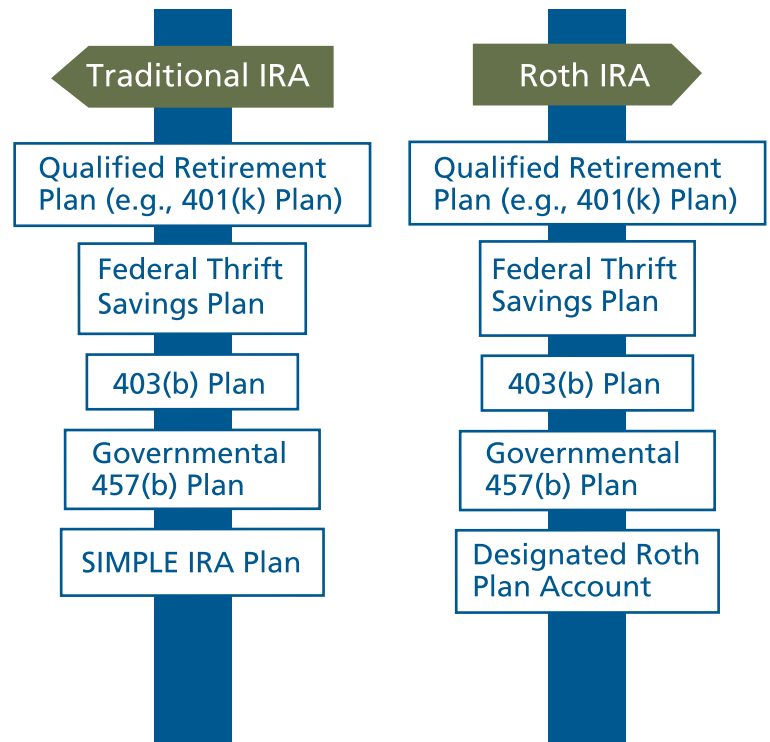 Traditional IRA
Qualified Retirement
Plan (e.g., 401(k) Plan)
Federal Thrift
Savings Plan
403(b) Plan
Governmental
457(b) Plan
SIMPLE IRA Plan
Roth IRA
Qualified Retirement
Plan (e.g., 401(k) Plan)
Federal Thrift
Savings Plan
403(b) Plan
Governmental
457(b) Plan
Designated Roth
Plan Account